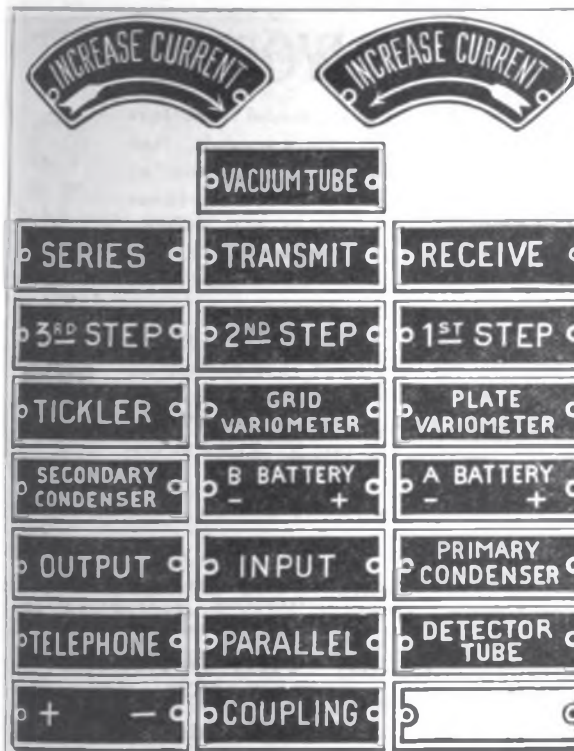 INCREASE CURRENT
INCREASE CURRENT
VACUUM TUBE
SERIES
TRANSMIT
RECEIVE
3RD STEP
2ND STEP
1ST STEP
TICKLER
GRID
VARIOMETER
PLATE
VARIOMETER
SECONDARY
CONDENSER
B BATTERY
- +
A BATTERY
- +
OUTPUT
INPUT
PRIMARY
CONDENSER
TELEPHONE
PARALLEL
DETECTOR
TUBE
+ -
COUPLING